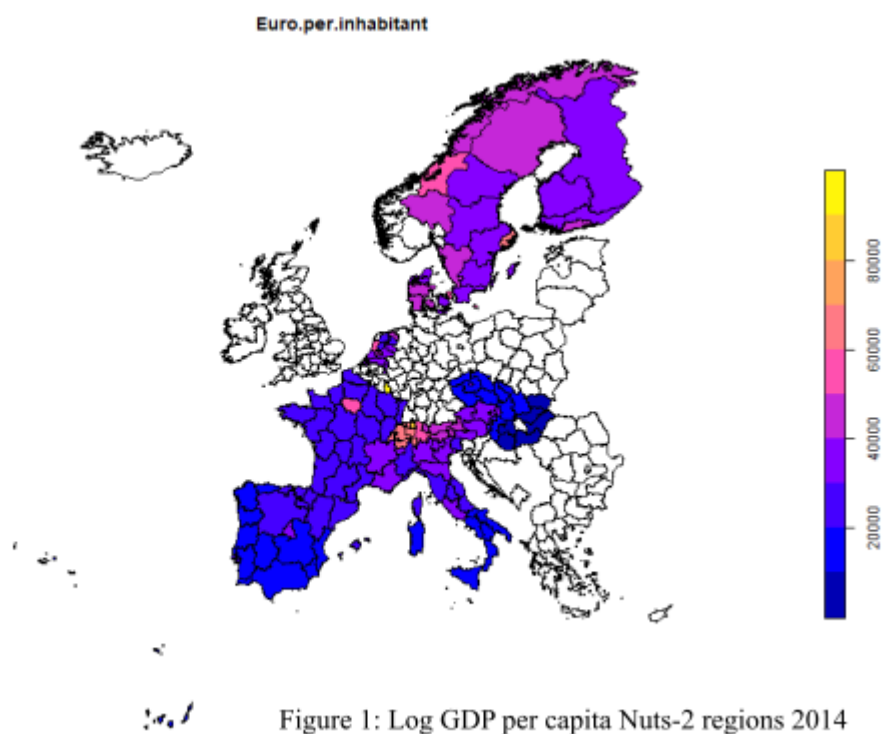 Euro.per.inhabitant
80000
60000
40000
20000
Figure 1: Log GDP per capita Nuts-2 regions 2014